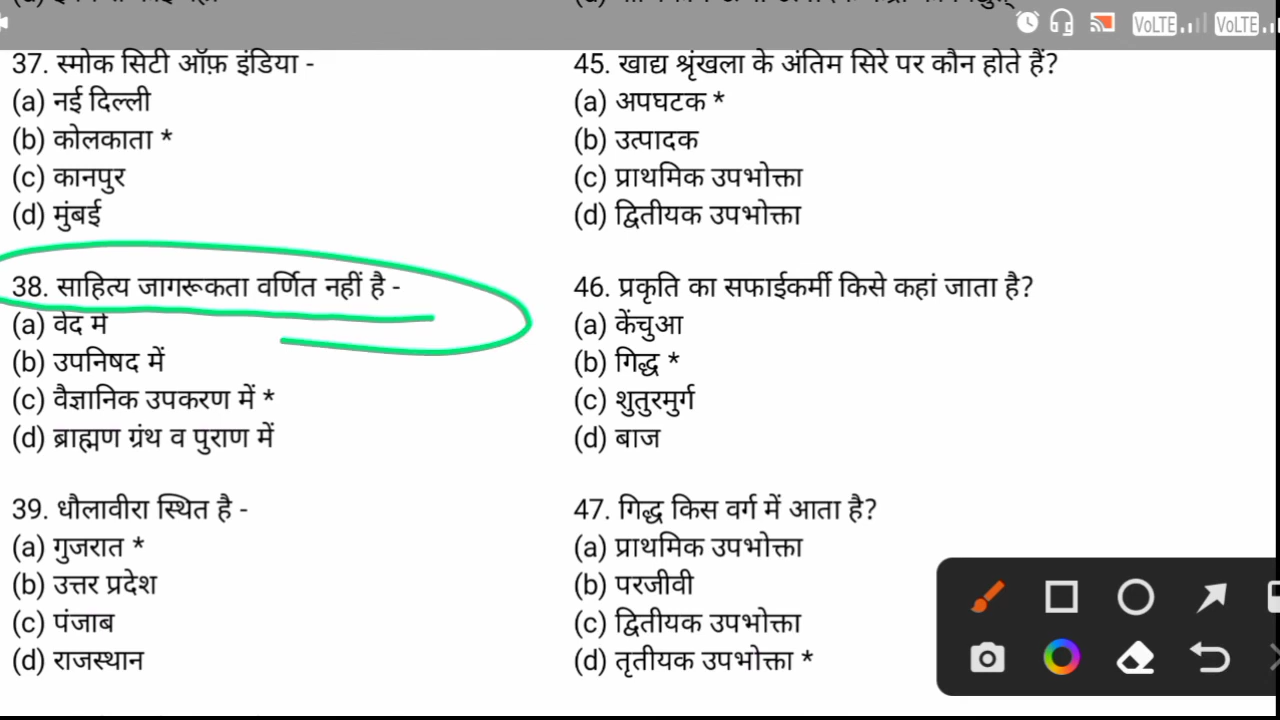 VoLTE VoLTE
37. स्मोक सिटी ऑफ़ इंडिया -
(a) नई दिल्ली
(b) कोलकाता *
(c) कानपुर
(d) मुंबई
38. साहित्य जागरूकता वर्णित नहीं है -
(a) वेद में
(b) उपनिषद में
(c) वैज्ञानिक उपकरण में *
(d) ब्राह्मण ग्रंथ व पुराण में
39. धौलावीरा स्थित है -
(a) गुजरात *
(b) उत्तर प्रदेश
(c) पंजाब
(d) राजस्थान
45. खाद्य श्रृंखला के अंतिम सिरे पर कौन होते हैं?
(a) अपघटक *
(b) उत्पादक
(c) प्राथमिक उपभोक्ता
(d) द्वितीयक उपभोक्ता
46. प्रकृति का सफाईकर्मी किसे कहां जाता है?
(a) केंचुआ
(b) गिद्ध *
(c) शुतुरमुर्ग
(d) बाज
47. गिद्ध किस वर्ग में आता है?
(a) प्राथमिक उपभोक्ता
(b) परजीवी
(c) द्वितीयक उपभोक्ता
(d) तृतीयक उपभोक्ता *